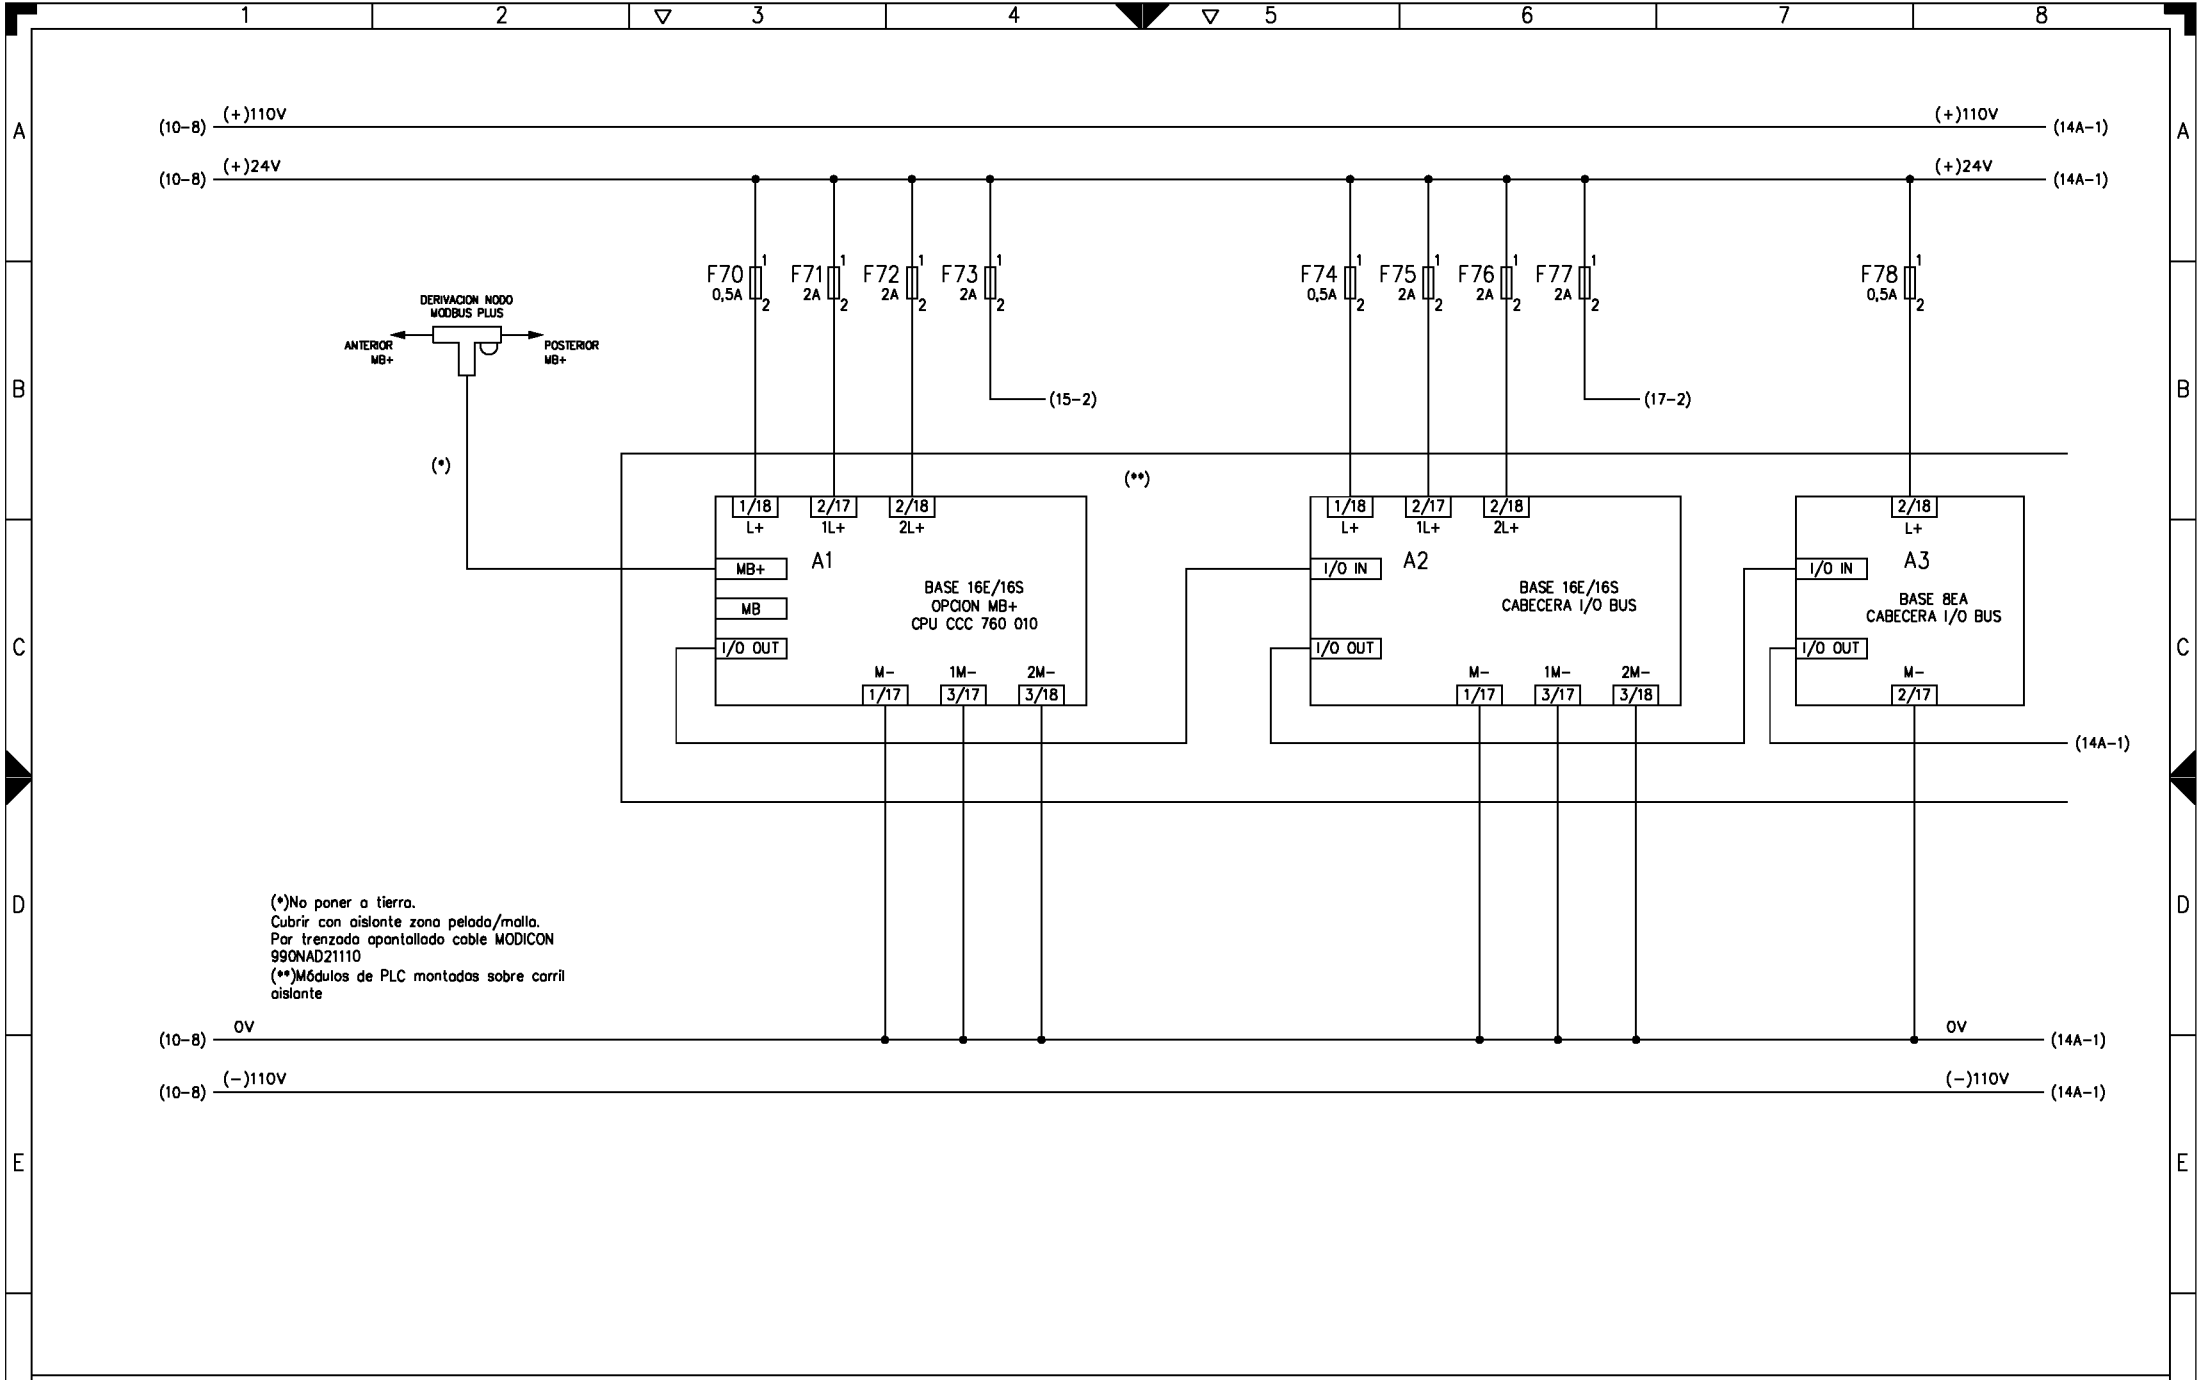 1 2 3 4 5 6 7 8
A A
(10-8) (+)110V (+)110V (14A-1)
(10-8) (+)24V (+)24V (14A-1)
F70 0,5A 1 2
F71 2A 1 2
F72 2A 1 2
F73 2A 1 2
F74 0,5A 1 2
F75 2A 1 2
F76 2A 1 2
F77 2A 1 2
F78 0,5A 1 2
DERIVACION NODO
MODBUS PLUS
ANTERIOR
MB+
POSTERIOR
MB+
B B
(15-2) (17-2)
(*) (**)
1/18 2/17 2/18
L+ 1L+ 2L+
MB+ A1
MB
I/O OUT
BASE 16E/16S
OPCION MB+
CPU CCC 760 010
M- 1M- 2M-
1/17 3/17 3/18
1/18 2/17 2/18
L+ 1L+ 2L+
I/O IN A2
BASE 16E/16S
CABECERA I/O BUS
I/O OUT
M- 1M- 2M-
1/17 3/17 3/18
2/18
L+
I/O IN A3
BASE 8EA
CABECERA I/O BUS
I/O OUT
M-
2/17
C C
(14A-1)
D D
(*)No poner a tierra.
Cubrir con aislante zona pelada/malla.
Par trenzada apantallado cable MODICON
990NAD21110
(**)Módulos de PLC montados sobre carril
aislante
(10-8) 0V 0V (14A-1)
(10-8) (-)110V (-)110V (14A-1)
E E